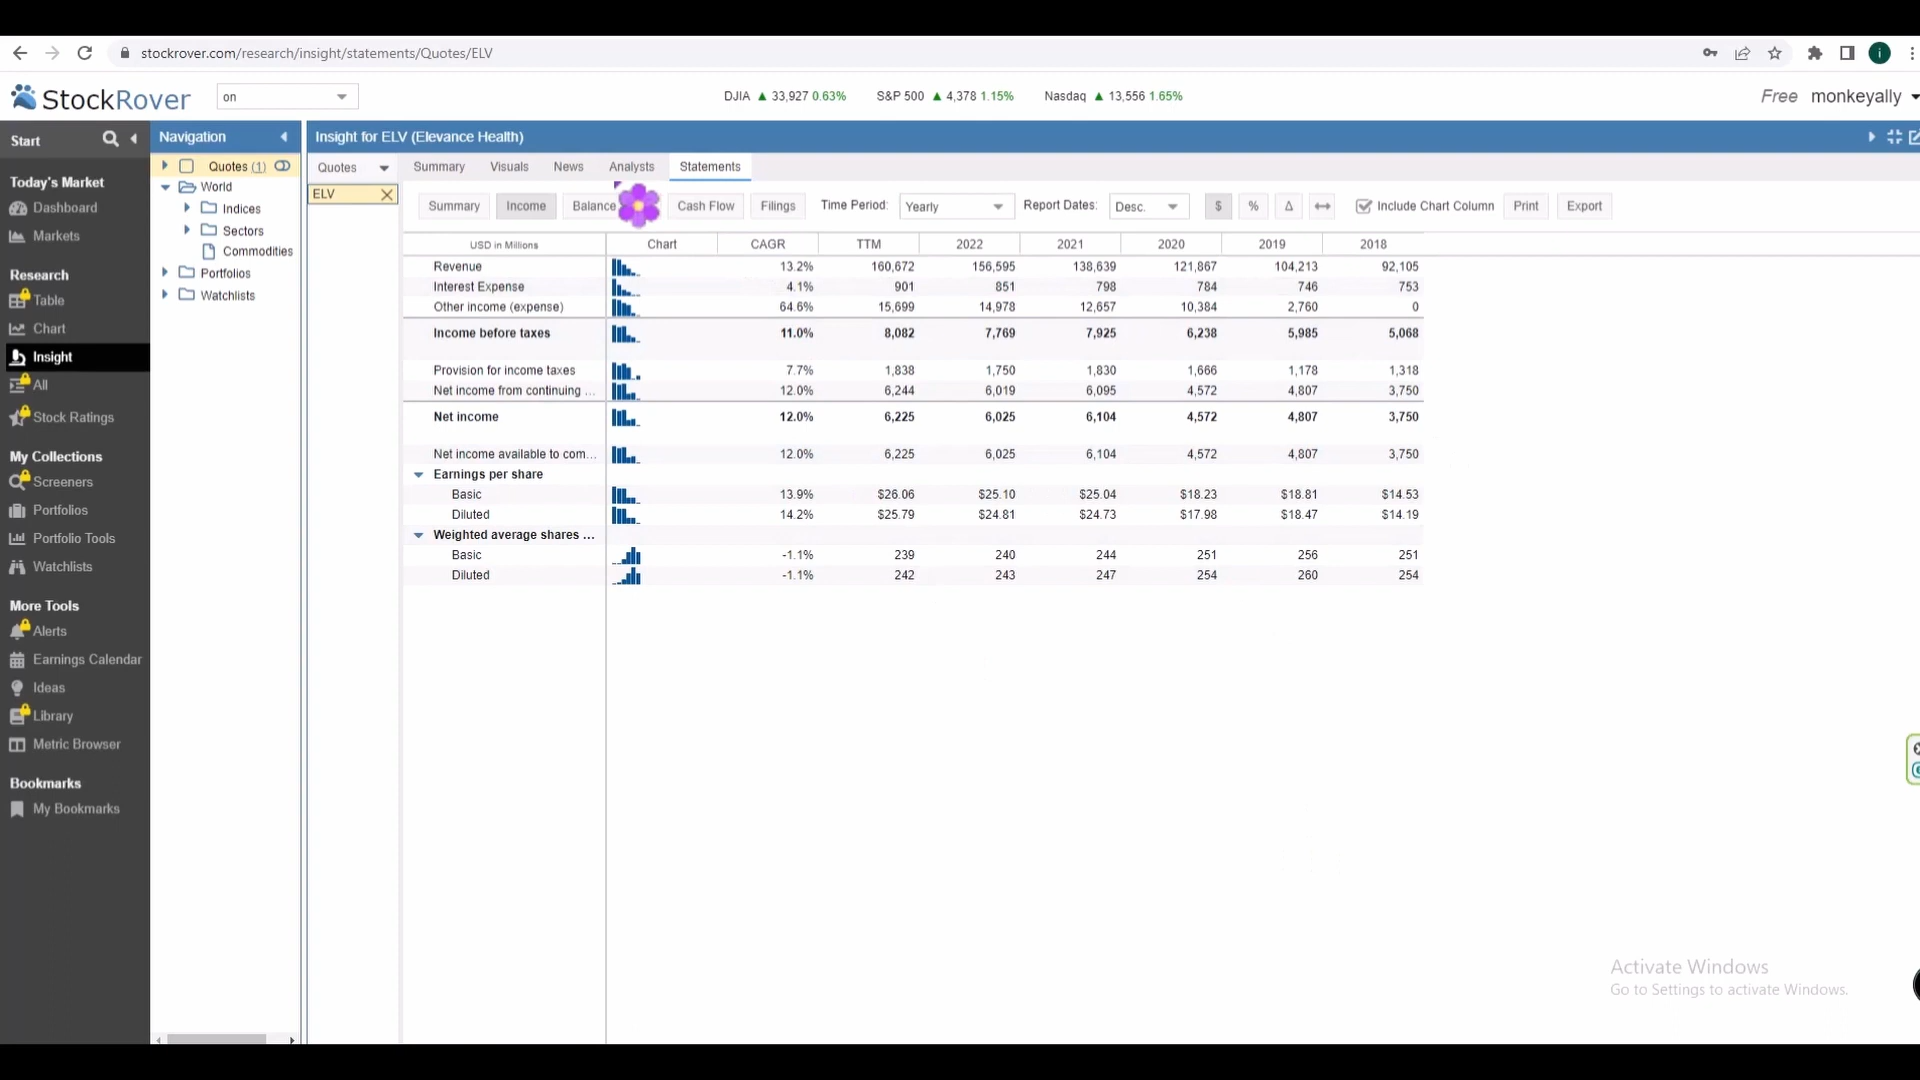 stockrover.com/research/insight/statements/Quotes/ELV
i
StockRover
on
DJIA ▲ 33,927 0.63% S&P 500 ▲ 4,378 1.15% Nasdaq ▲ 13,556 1.65%
Free monkeyally
Start
Today's Market
Dashboard
Markets
Research
Table
Chart
Insight
All
Stock Ratings
My Collections
Screeners
Portfolios
Portfolio Tools
Watchlists
More Tools
Alerts
Earnings Calendar
Ideas
Library
Metric Browser
Bookmarks
My Bookmarks
Navigation
Quotes (1)
World
Indices
Sectors
Commodities
Portfolios
Watchlists
Insight for ELV (Elevance Health)
Quotes
ELV
Summary Visuals News Analysts Statements
Summary Income Balance Cash Flow Filings Time Period: Yearly Report Dates: Desc. $ % Δ Include Chart Column Print Export
USD in Millions Chart CAGR TTM 2022 2021 2020 2019 2018
Revenue 13.2% 160,672 156,595 138,639 121,867 104,213 92,105
Interest Expense 4.1% 901 851 798 784 746 753
Other income (expense) 64.6% 15,699 14,978 12,657 10,384 2,760 0
Income before taxes 11.0% 8,082 7,769 7,925 6,238 5,985 5,068
Provision for income taxes 7.7% 1,838 1,750 1,830 1,666 1,178 1,318
Net income from continuing ... 12.0% 6,244 6,019 6,095 4,572 4,807 3,750
Net income 12.0% 6,225 6,025 6,104 4,572 4,807 3,750
Net income available to com... 12.0% 6,225 6,025 6,104 4,572 4,807 3,750
Earnings per share
Basic 13.9% $26.06 $25.10 $25.04 $18.23 $18.81 $14.53
Diluted 14.2% $25.79 $24.81 $24.73 $17.98 $18.47 $14.19
Weighted average shares ...
Basic -1.1% 239 240 244 251 256 251
Diluted -1.1% 242 243 247 254 260 254
Activate Windows
Go to Settings to activate Windows.